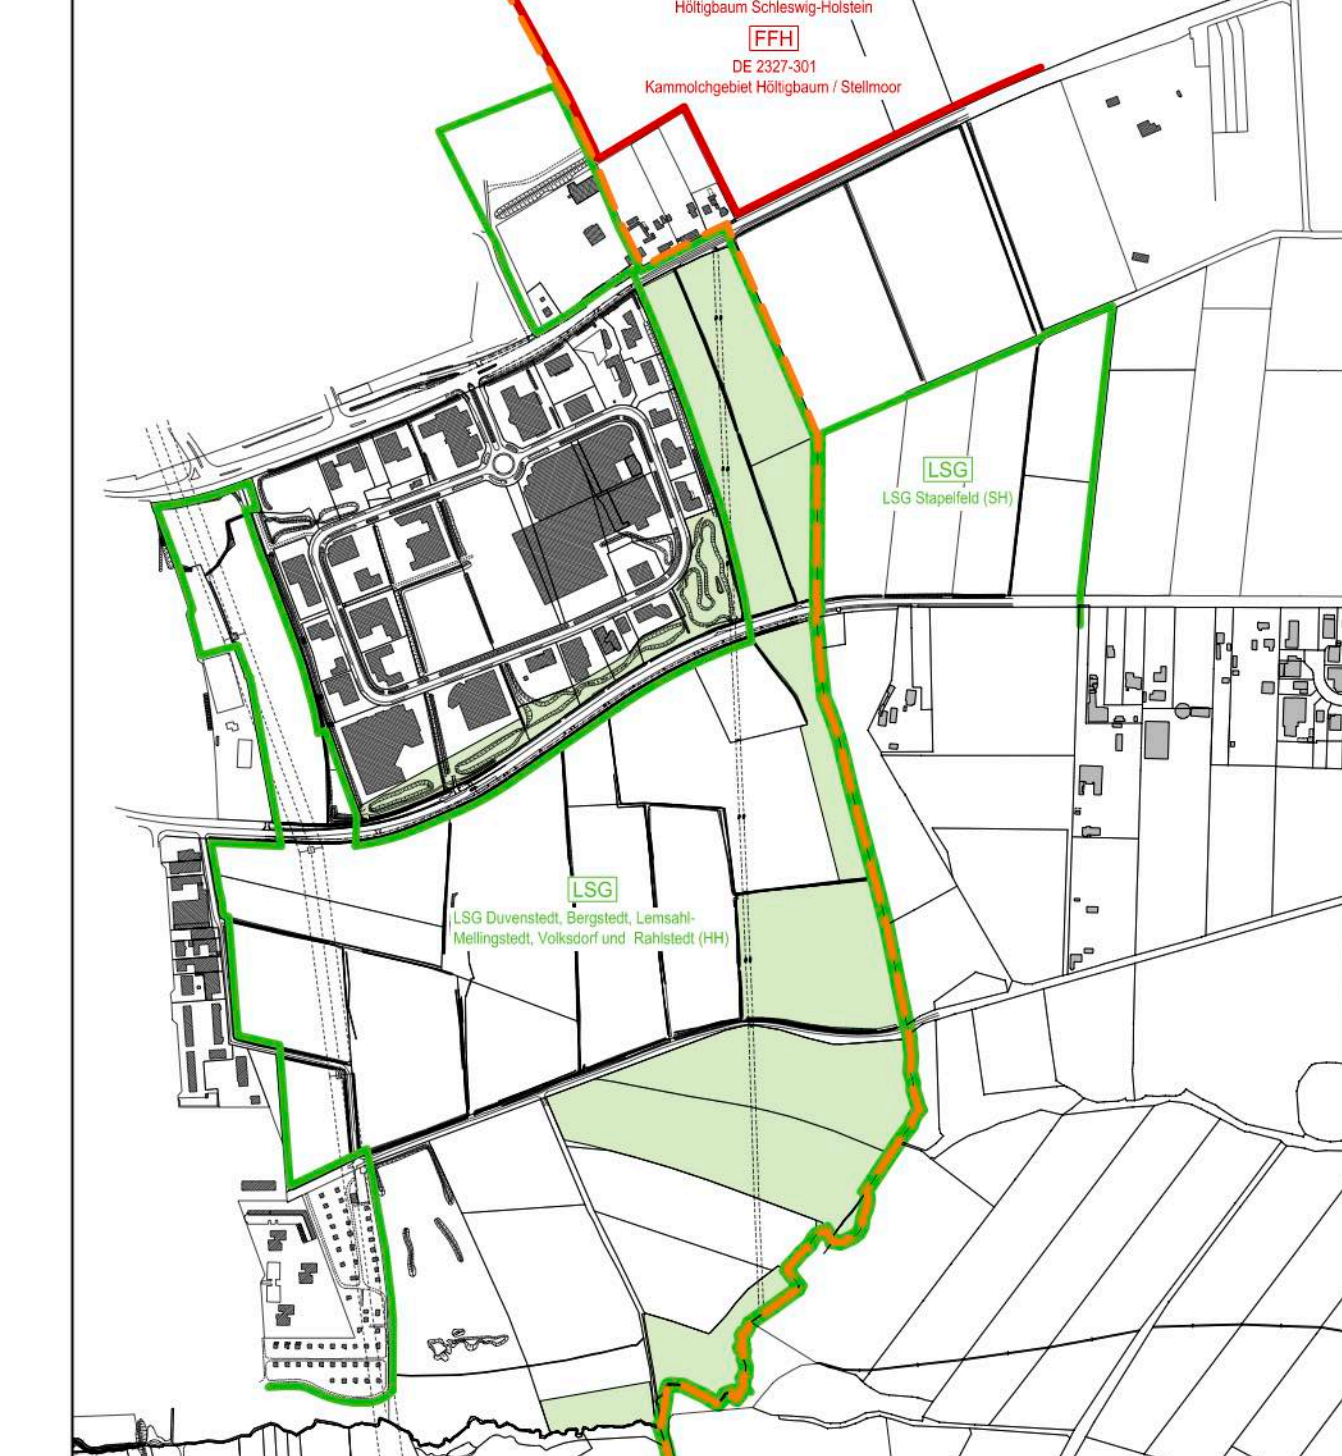 Höltigbaum Schleswig-Holstein
FFH
DE 2327-301
Kammolchgebiet Höltigbaum / Stellmoor
LSG
LSG Stapelfeld (SH)
LSG
LSG Duvenstedt, Bergstedt, Lemsahl-
Mellingstedt, Volksdorf und Rahlstedt (HH)